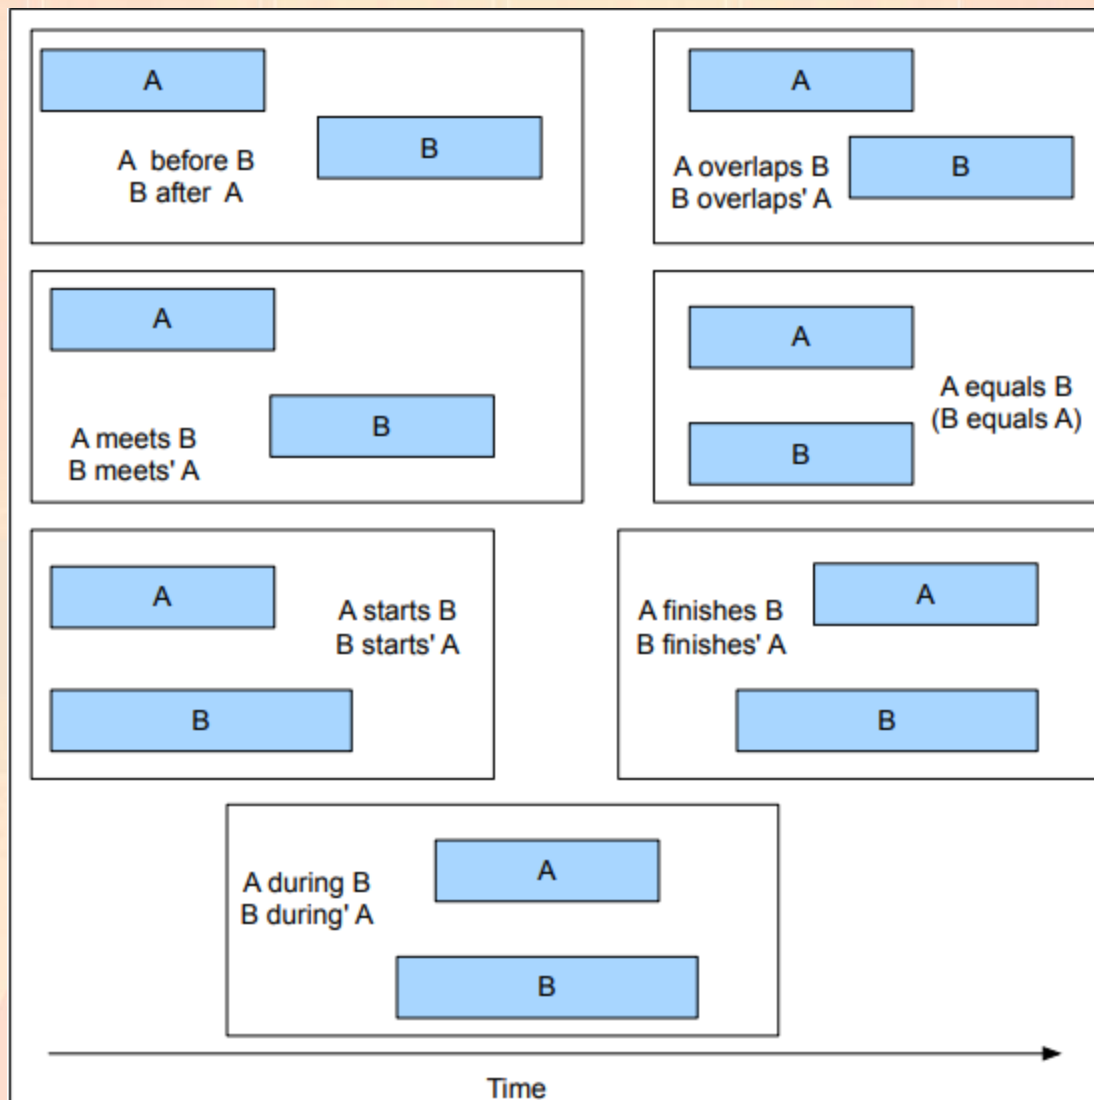 A
B
A before B
B after A
A
B
A overlaps B
B overlaps' A
A
B
A meets B
B meets' A
A
B
A equals B
(B equals A)
A
A starts B
B starts' A
B
A
A finishes B
B finishes' A
B
A
A during B
B during' A
B
Time